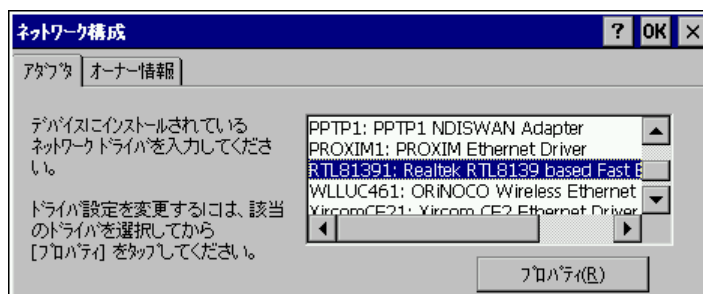 ネットワーク構成
? OK ×
アダプタ オーナー情報
デバイスにインストールされている
ネットワーク ドライバを入力してくださ
い。
ドライバ設定を変更するには、該当
のドライバを選択してから
[プロパティ] をタップしてください。
PPTP1: PPTP1 NDISWAN Adapter
PROXIM1: PROXIM Ethernet Driver
RTL81391: Realtek RTL8139 based Fast E
WLLUC461: ORiNOCO Wireless Ethernet
XircomCE21: Xircom CE2 Ethernet Driver
プロパティ(R)